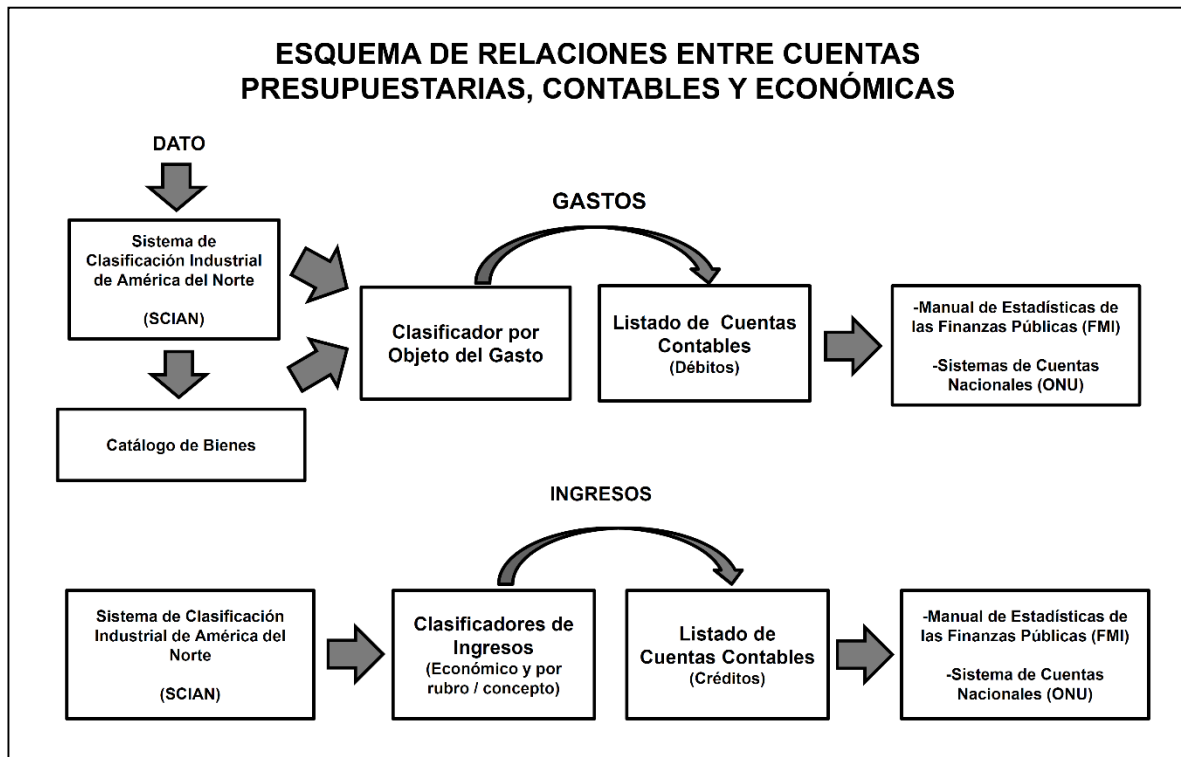 ESQUEMA DE RELACIONES ENTRE CUENTAS
PRESUPUESTARIAS, CONTABLES Y ECONÓMICAS
DATO
GASTOS
Sistema de
Clasificación Industrial
de América del Norte
(SCIAN)
Catálogo de Bienes
Clasificador por
Objeto del Gasto
Listado de Cuentas
Contables
(Débitos)
-Manual de Estadísticas de
las Finanzas Públicas (FMI)
-Sistemas de Cuentas
Nacionales (ONU)
INGRESOS
Sistema de Clasificación
Industrial de América del
Norte
(SCIAN)
Clasificadores de
Ingresos
(Económico y por
rubro / concepto)
Listado de
Cuentas Contables
(Créditos)
-Manual de Estadísticas de
las Finanzas Públicas (FMI)
-Sistema de Cuentas
Nacionales (ONU)